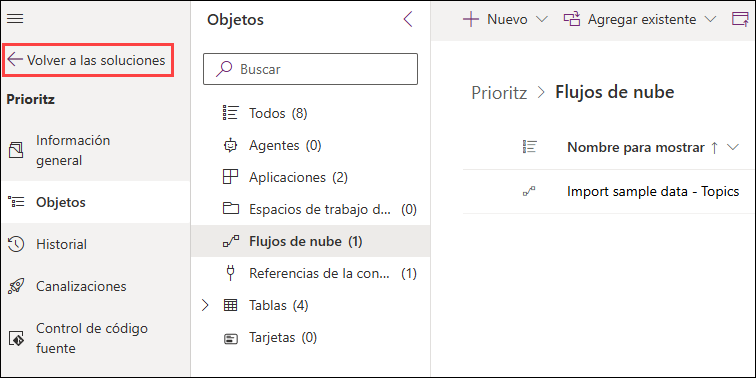 Volver a las soluciones
Prioritz
Información
general
Objetos
Historial
Canalizaciones
Control de código
fuente
Objetos
Buscar
Todos (8)
Agentes (0)
Aplicaciones (2)
Espacios de trabajo d... (0)
Flujos de nube (1)
Referencias de la con... (1)
Tablas (4)
Tarjetas (0)
Nuevo
Agregar existente
Prioritz > Flujos de nube
Nombre para mostrar ↑
Import sample data - Topics